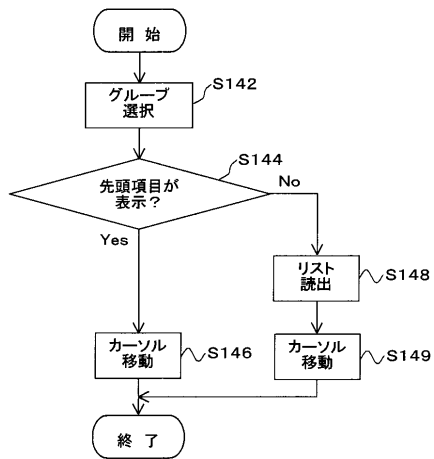 開 始
S142
グループ
選択
S144
先頭項目が
表示？
No
Yes
リスト
読出
S148
カーソル
移動
S146
カーソル
移動
S149
終 了